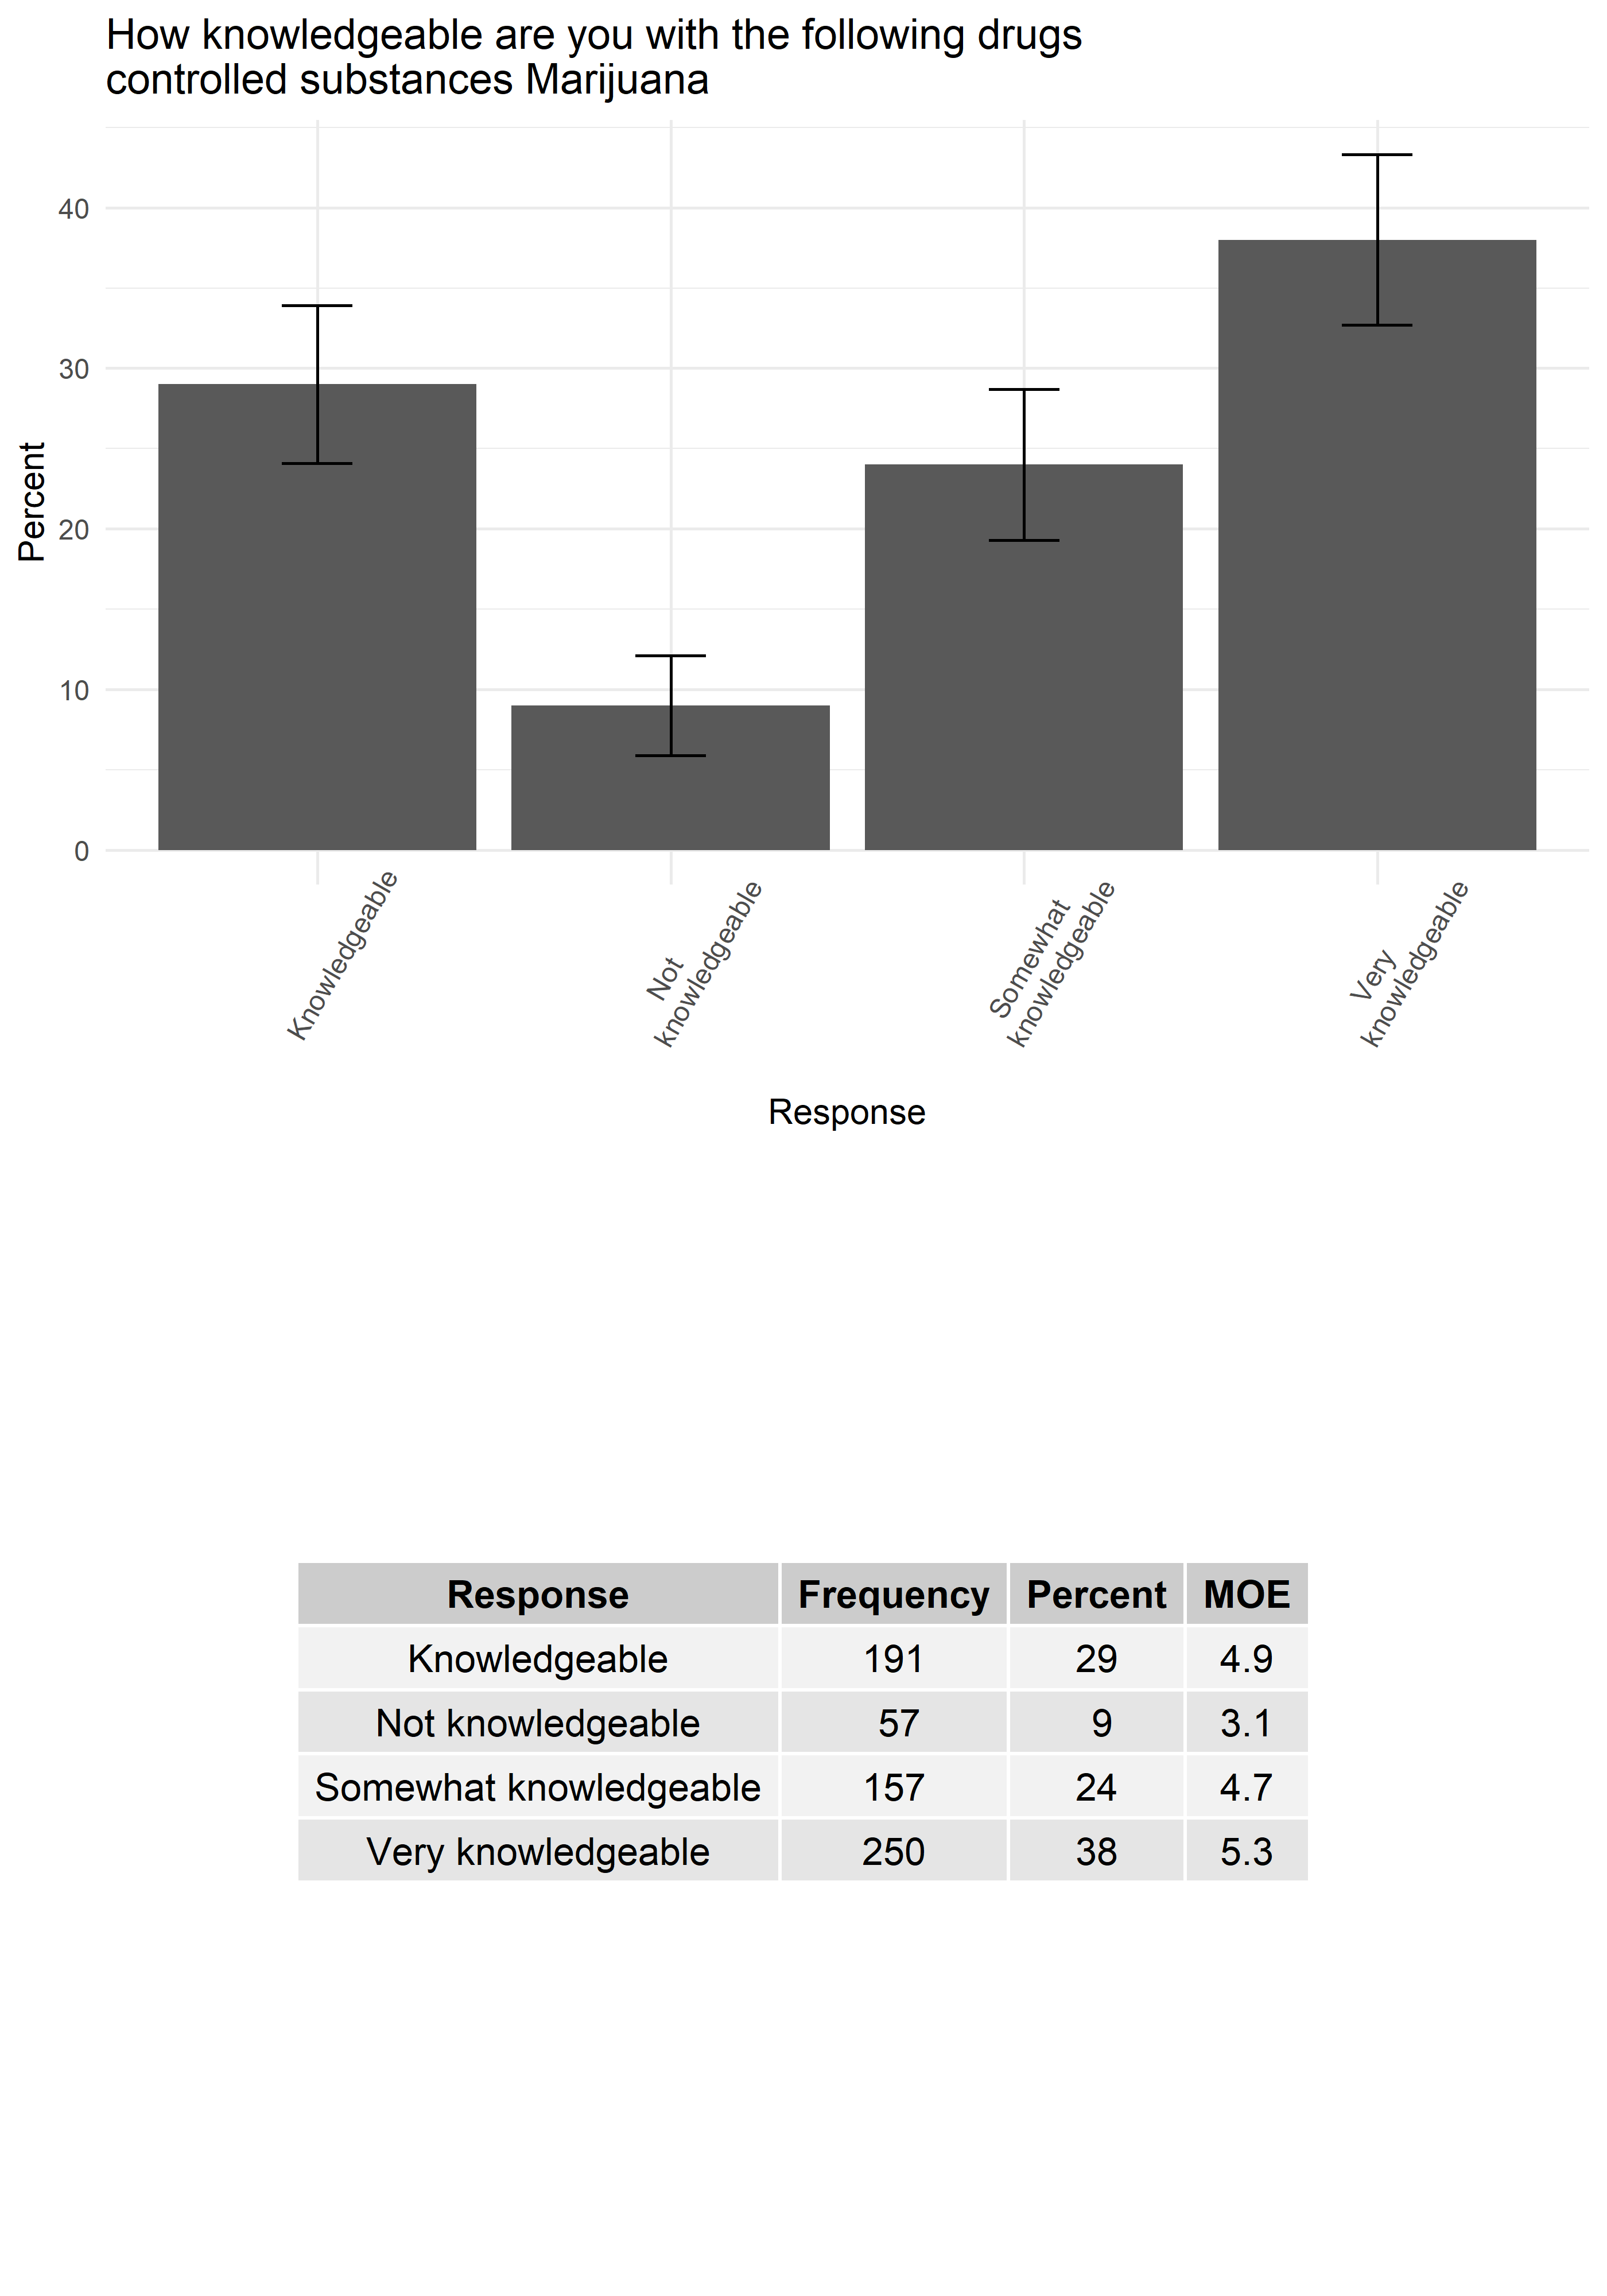 How knowledgeable are you with the following drugs
controlled substances Marijuana
40
30
20
10
0
Percent
Knowledgeable
Not
knowledgeable
Somewhat
knowledgeable
Very
knowledgeable
Response
Response Frequency Percent MOE
Knowledgeable 191 29 4.9
Not knowledgeable 57 9 3.1
Somewhat knowledgeable 157 24 4.7
Very knowledgeable 250 38 5.3